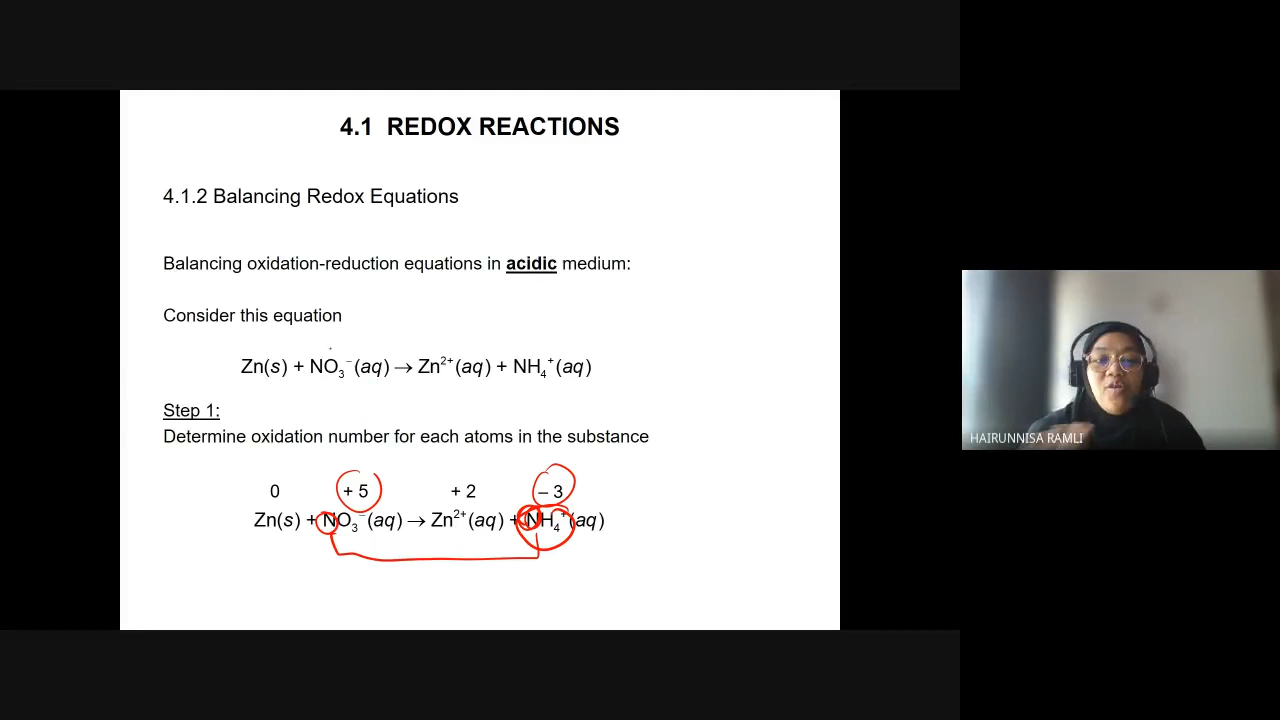 4.1 REDOX REACTIONS
4.1.2 Balancing Redox Equations
Balancing oxidation-reduction equations in acidic medium:
Consider this equation
Zn(s) + NO₃⁻(aq) → Zn²⁺(aq) + NH₄⁺(aq)
Step 1:
Determine oxidation number for each atoms in the substance
0 + 5 + 2 – 3
Zn(s) + NO₃⁻(aq) → Zn²⁺(aq) + NH₄⁺(aq)
HAIRUNNISA RAMLI